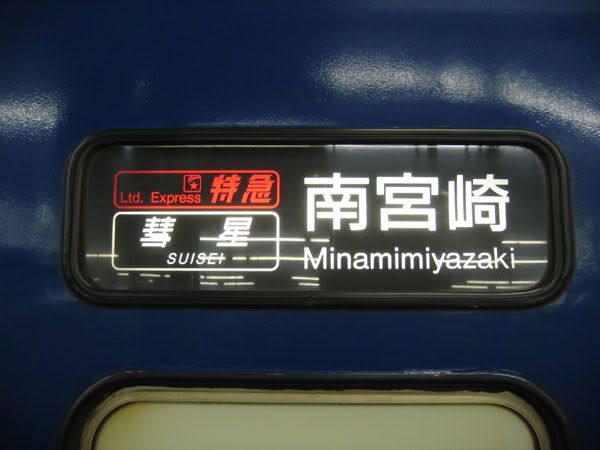 Ltd. Express 特急
彗星
SUISEI
南宮崎
Minamimiyazaki